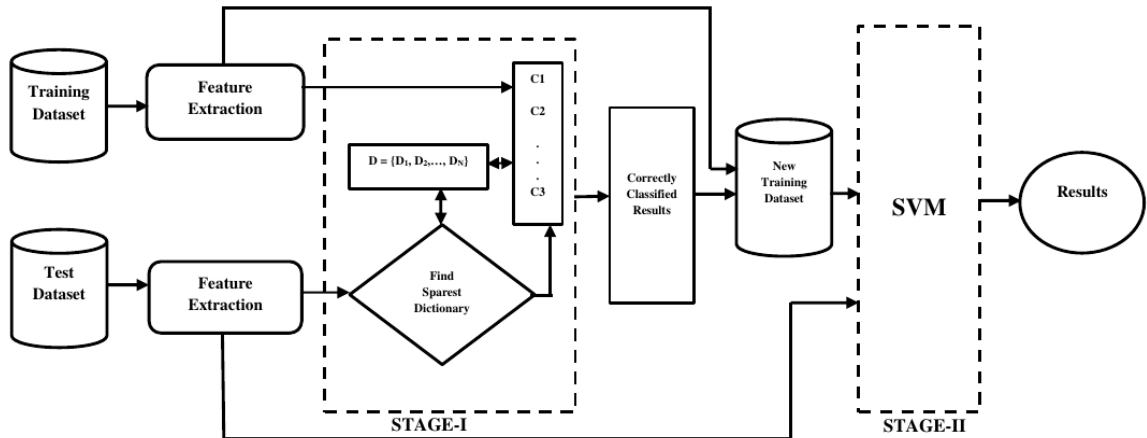 Training
Dataset
Feature
Extraction
C1
C2
.
.
.
C3
D = {D₁, D₂,…, D_N}
Correctly
Classified
Results
New
Training
Dataset
SVM
Results
Test
Dataset
Feature
Extraction
Find
Sparest
Dictionary
STAGE-I
STAGE-II